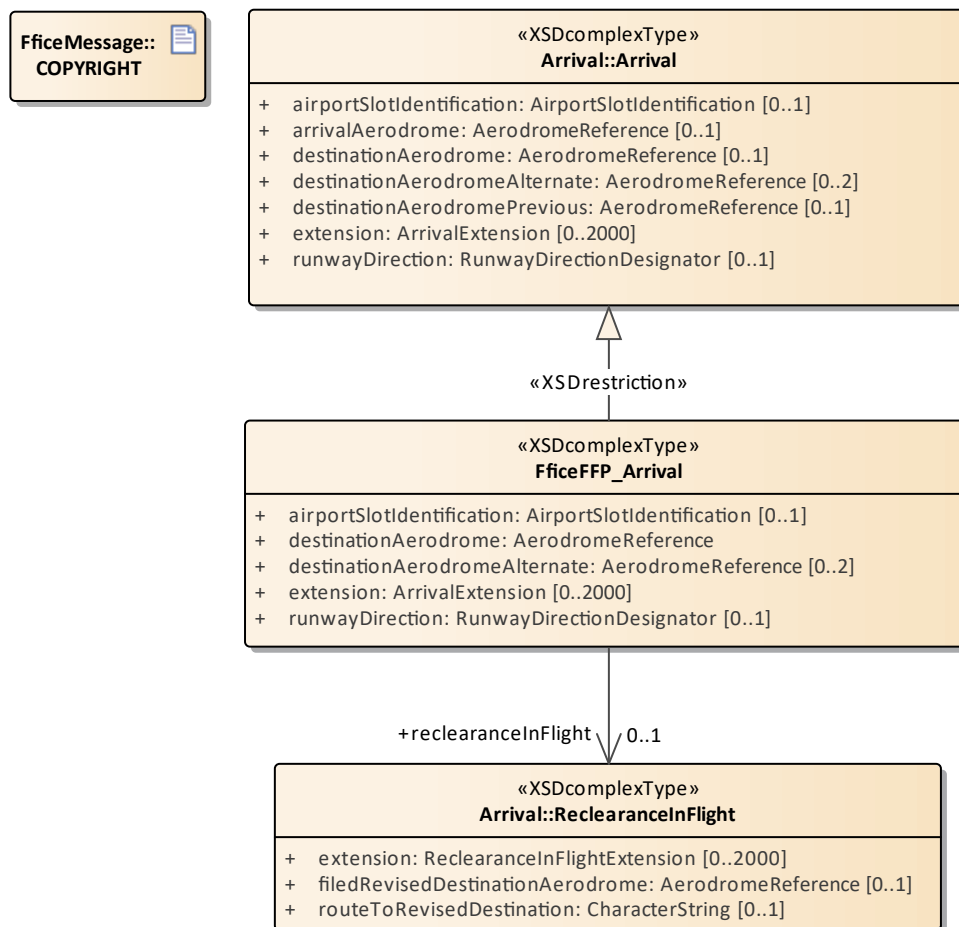 FficeMessage::
COPYRIGHT
«XSDcomplexType»
Arrival::Arrival
+ airportSlotIdentification: AirportSlotIdentification [0..1]
+ arrivalAerodrome: AerodromeReference [0..1]
+ destinationAerodrome: AerodromeReference [0..1]
+ destinationAerodromeAlternate: AerodromeReference [0..2]
+ destinationAerodromePrevious: AerodromeReference [0..1]
+ extension: ArrivalExtension [0..2000]
+ runwayDirection: RunwayDirectionDesignator [0..1]
«XSDrestriction»
«XSDcomplexType»
FficeFFP_Arrival
+ airportSlotIdentification: AirportSlotIdentification [0..1]
+ destinationAerodrome: AerodromeReference
+ destinationAerodromeAlternate: AerodromeReference [0..2]
+ extension: ArrivalExtension [0..2000]
+ runwayDirection: RunwayDirectionDesignator [0..1]
+reclearanceInFlight 0..1
«XSDcomplexType»
Arrival::ReclearanceInFlight
+ extension: ReclearanceInFlightExtension [0..2000]
+ filedRevisedDestinationAerodrome: AerodromeReference [0..1]
+ routeToRevisedDestination: CharacterString [0..1]